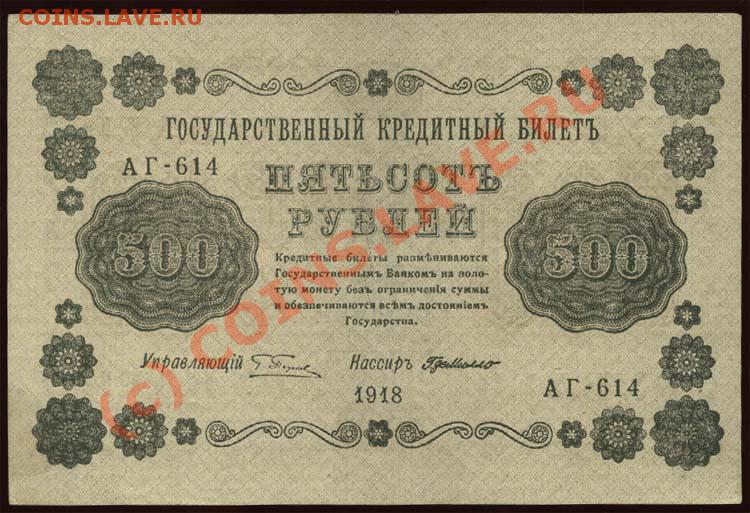 COINS.LAVE.RU
ГОСУДАРСТВЕННЫЙ КРЕДИТНЫЙ БИЛЕТЪ
АГ-614
ПЯТЬСОТЪ
РУБЛЕЙ
500
500
Кредитные билеты размѣниваются
Государственнымъ Банкомъ на золо-
тую монету безъ ограниченія суммы
и обезпечиваются всѣмъ достояніемъ
Государства.
Управляющій
Кассиръ
1918
АГ-614
(c) COINS.LAVE.RU